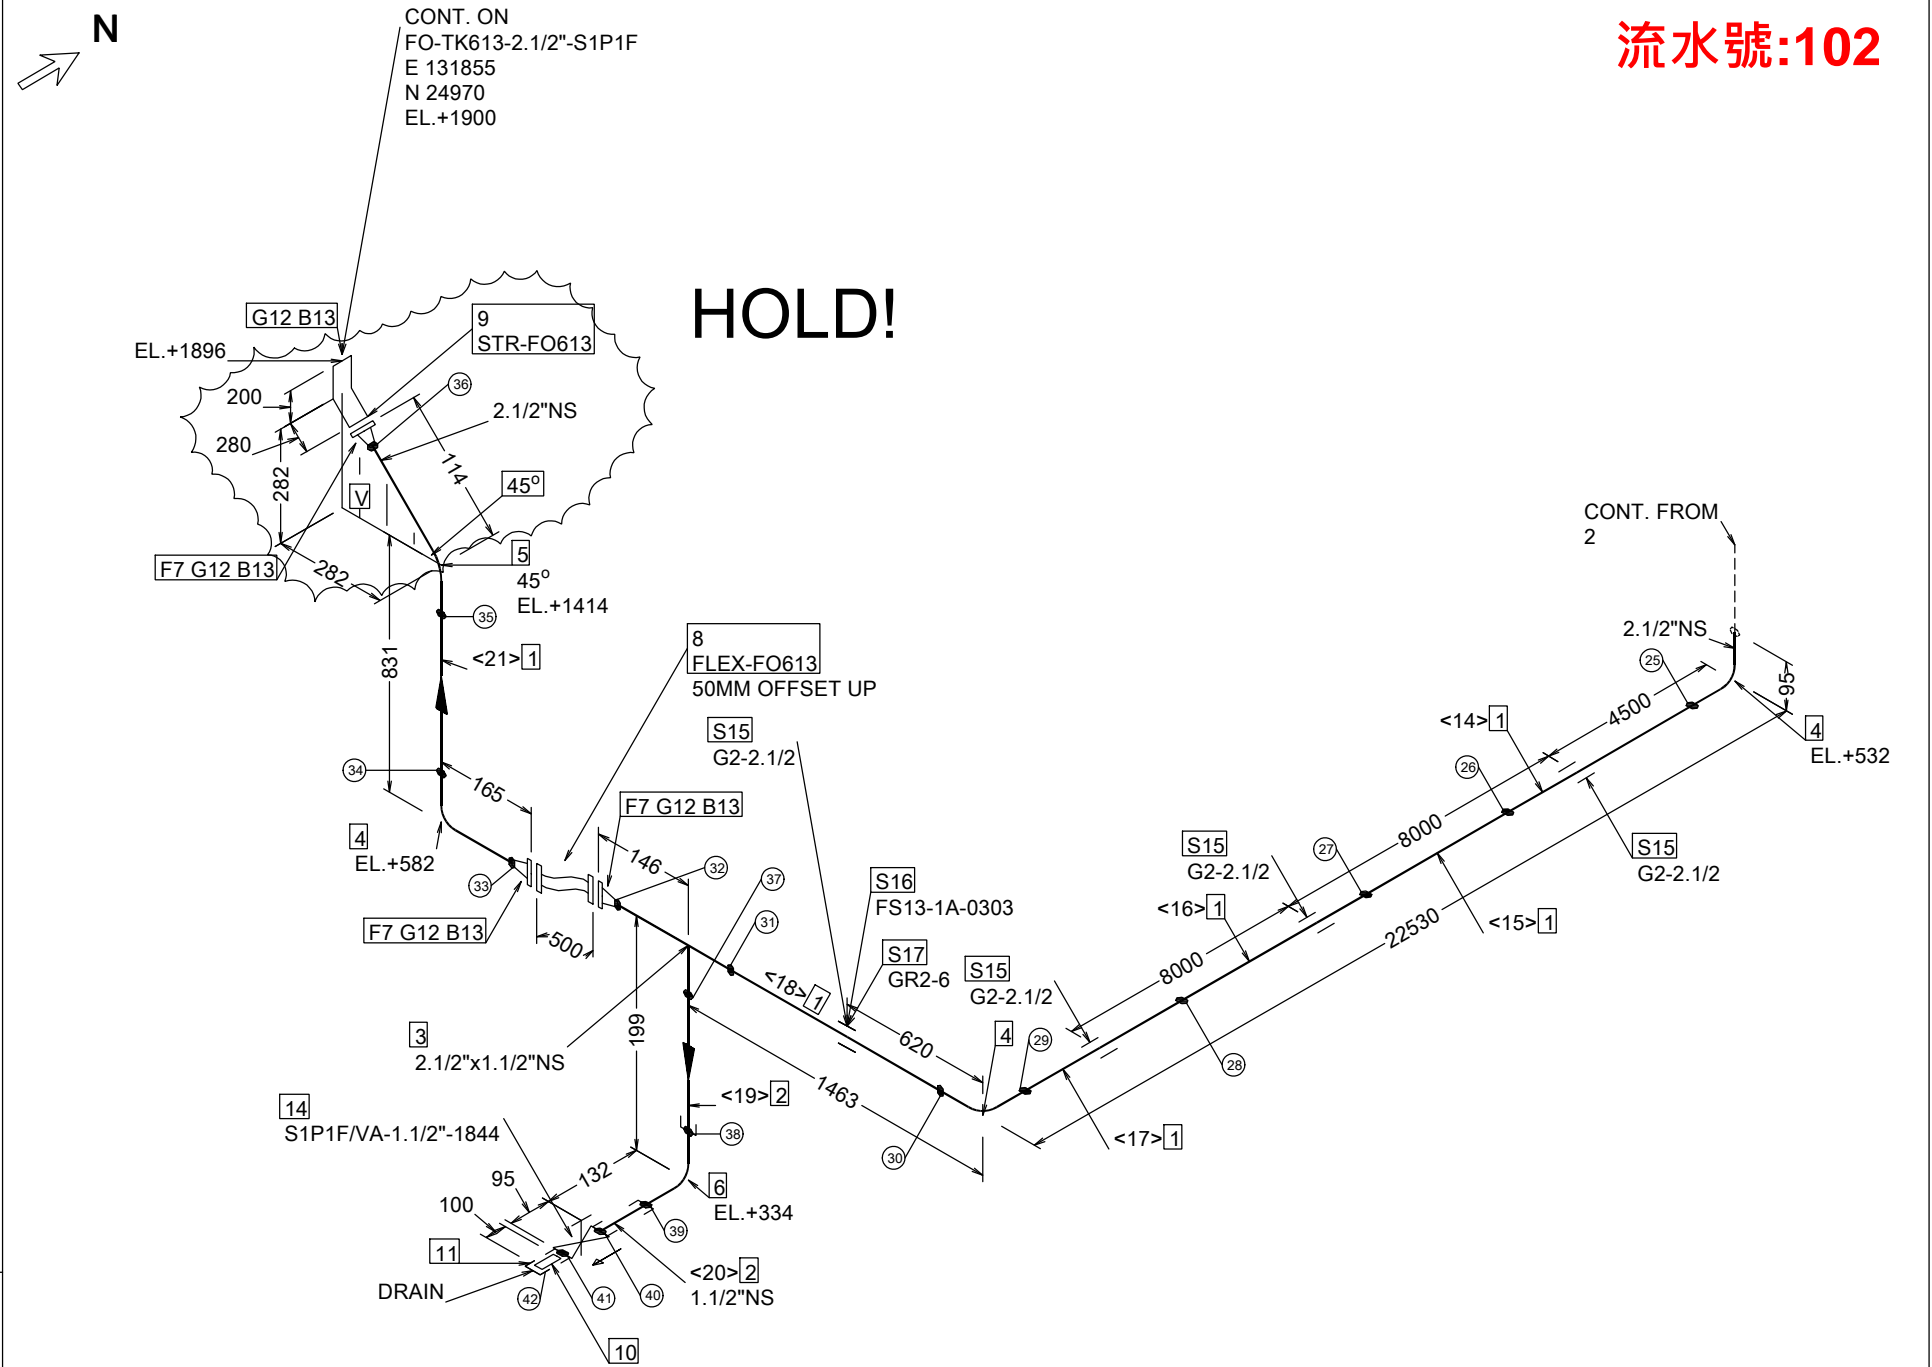 N
CONT. ON
FO-TK613-2.1/2"-S1P1F
E 131855
N 24970
EL.+1900
流水號:102
HOLD!
G12 B13
EL.+1896
9
STR-FO613
36
200
2.1/2"NS
280
114
282
V
45°
F7 G12 B13
282
5
45°
EL.+1414
35
831
<21> 1
8
FLEX-FO613
50MM OFFSET UP
S15
G2-2.1/2
34
165
F7 G12 B13
4
EL.+582
146
32
33
37
S16
FS13-1A-0303
F7 G12 B13
500
31
S17
GR2-6
<18> 1
199
3
2.1/2"x1.1/2"NS
620
1463
S15
G2-2.1/2
4
29
14
S1P1F/VA-1.1/2"-1844
<19> 2
38
30
<17> 1
28
95
132
100
6
EL.+334
11
39
DRAIN
42
41
40
<20> 2
1.1/2"NS
10
CONT. FROM
2
2.1/2"NS
25
95
4500
<14> 1
4
EL.+532
26
8000
S15
G2-2.1/2
27
S15
G2-2.1/2
<16> 1
22530
<15> 1
8000